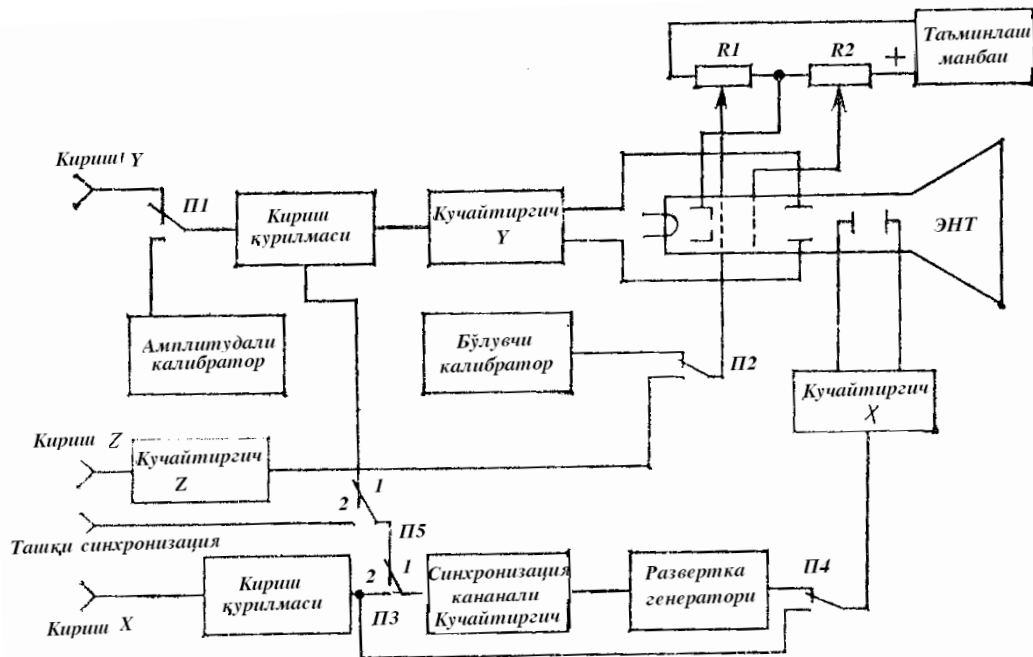 R1
R2
+
Таъминлаш
манбаи
Кириш Y
П1
Кириш
қурилмаси
Кучайтиргич
Y
ЭНТ
Амплитудали
калибратор
Бўлувчи
калибратор
П2
Кучайтиргич
X
Кириш Z
Кучайтиргич
Z
1
2
П5
Ташқи синхронизация
Кириш
қурилмаси
2
1
П3
Синхронизация
кананали
Кучайтиргич
Развертка
генератори
П4
Кириш X